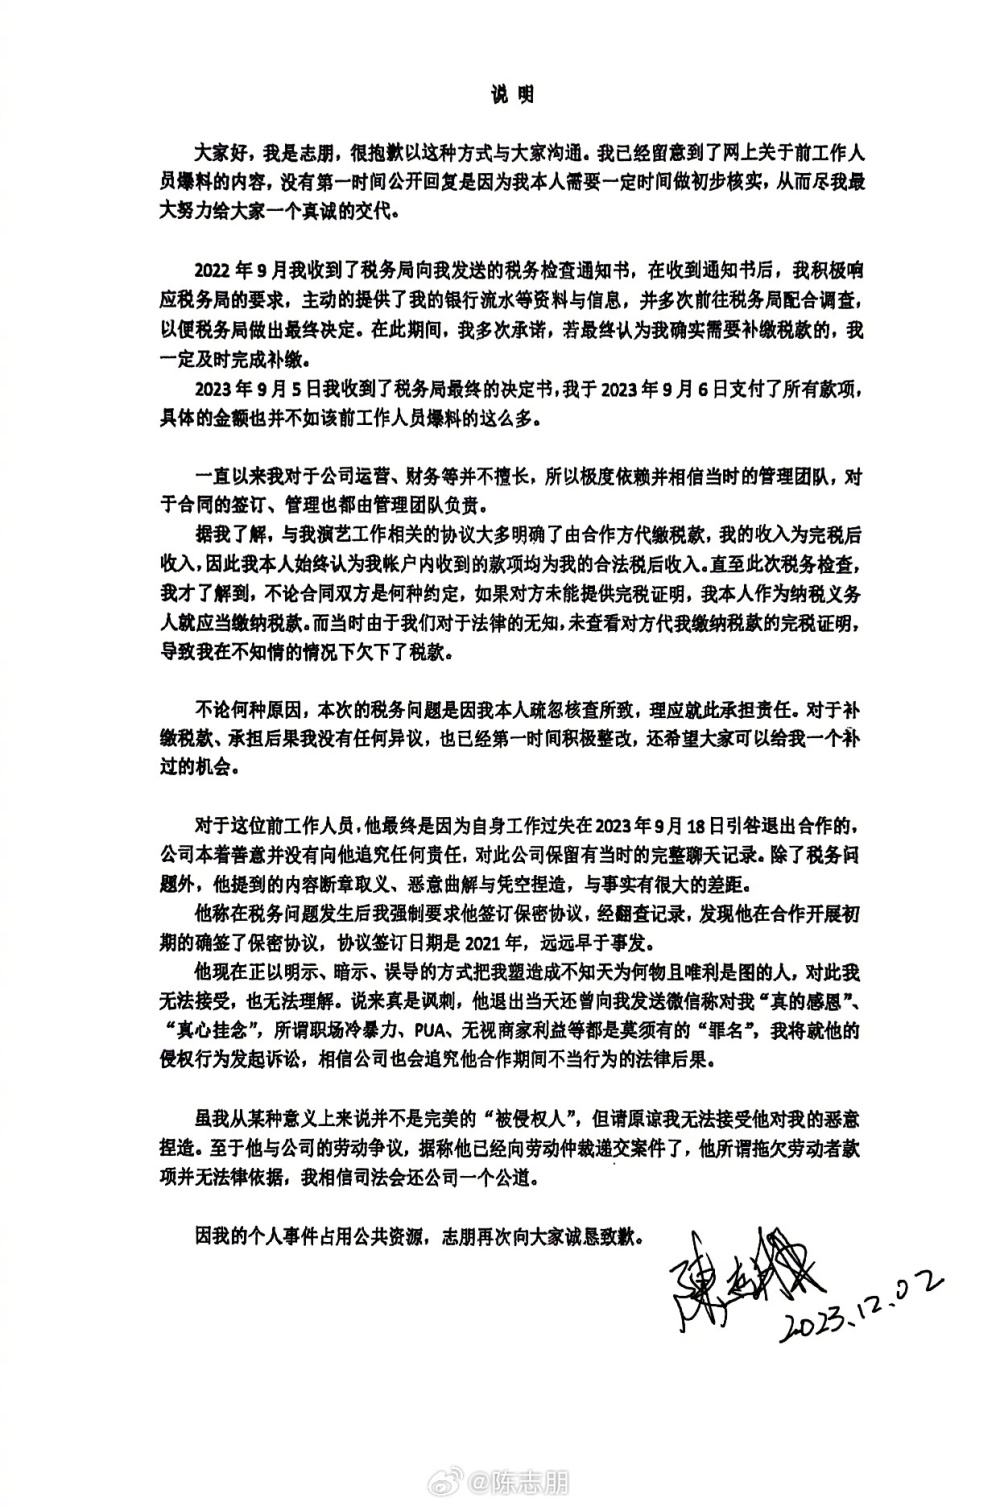 说 明
大家好，我是志朋，很抱歉以这种方式与大家沟通。我已经留意到了网上关于前工作人
员爆料的内容，没有第一时间公开回复是因为我本人需要一定时间做初步核实，从而尽我最
大努力给大家一个真诚的交代。
2022 年 9 月我收到了税务局向我发送的税务检查通知书，在收到通知书后，我积极响
应税务局的要求，主动的提供了我的银行流水等资料与信息，并多次前往税务局配合调查，
以便税务局做出最终决定。在此期间，我多次承诺，若最终认为我确实需要补缴税款的，我
一定及时完成补缴。
2023 年 9 月 5 日我收到了税务局最终的决定书，我于 2023 年 9 月 6 日支付了所有款项，
具体的金额也并不如该前工作人员爆料的这么多。
一直以来我对于公司运营、财务等并不擅长，所以极度依赖并相信当时的管理团队，对
于合同的签订、管理也都由管理团队负责。
据我了解，与我演艺工作相关的协议大多明确了由合作方代缴税款，我的收入为完税后
收入，因此我本人始终认为我帐户内收到的款项均为我的合法税后收入。直至此次税务检查，
我才了解到，不论合同双方是何种约定，如果对方未能提供完税证明，我本人作为纳税义务
人就应当缴纳税款。而当时由于我们对于法律的无知，未查看对方代我缴纳税款的完税证明，
导致我在不知情的情况下欠下了税款。
不论何种原因，本次的税务问题是因我本人疏忽核查所致，理应就此承担责任。对于补
缴税款、承担后果我没有任何异议，也已经第一时间积极整改，还希望大家可以给我一个补
过的机会。
对于这位前工作人员，他最终是因为自身工作过失在 2023 年 9 月 18 日引咎退出合作的，
公司本着善意并没有向他追究任何责任，对此公司保留有当时的完整聊天记录。除了税务问
题外，他提到的内容断章取义、恶意曲解与凭空捏造，与事实有很大的差距。
他称在税务问题发生后我强制要求他签订保密协议，经翻查记录，发现他在合作开展初
期的确签了保密协议，协议签订日期是 2021 年，远远早于事发。
他现在正以明示、暗示、误导的方式把我塑造成不知天为何物且唯利是图的人，对此我
无法接受，也无法理解。说来真是讽刺，他退出当天还曾向我发送微信称对我“真的感恩”、
“真心挂念”，所谓职场冷暴力、PUA、无视商家利益等都是莫须有的“罪名”，我将就他的
侵权行为发起诉讼，相信公司也会追究他合作期间不当行为的法律后果。
虽我从某种意义上来说并不是完美的“被侵权人”，但请原谅我无法接受他对我的恶意
捏造。至于他与公司的劳动争议，据称他已经向劳动仲裁递交案件了，他所谓拖欠劳动者款
项并无法律依据，我相信司法会还公司一个公道。
因我的个人事件占用公共资源，志朋再次向大家诚恳致歉。
陳志朋
2023.12.02
@陈志朋